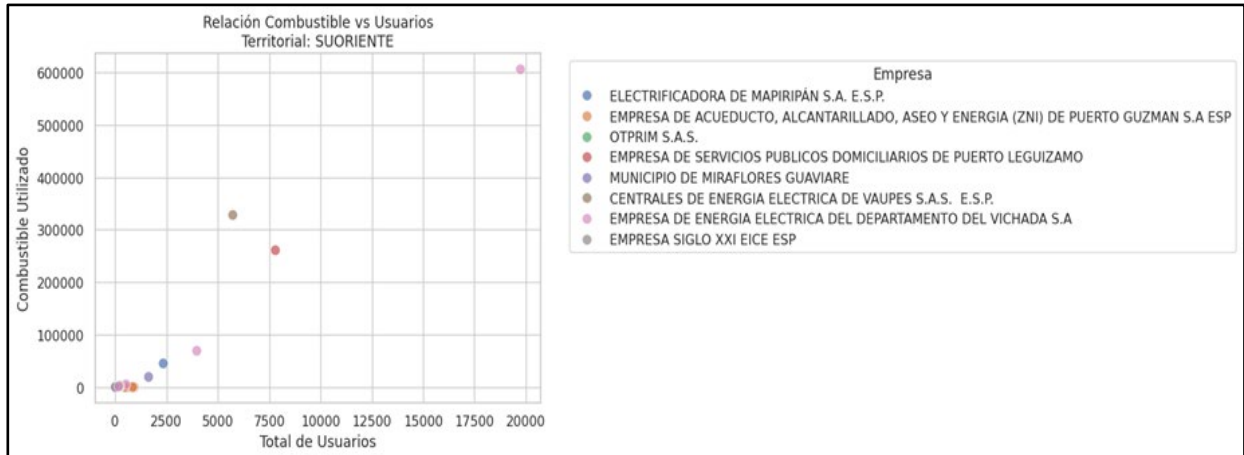 Relación Combustible vs Usuarios
Territorial: SUORIENTE
Combustible Utilizado
600000
500000
400000
300000
200000
100000
0
0 2500 5000 7500 10000 12500 15000 17500 20000
Total de Usuarios
Empresa
ELECTRIFICADORA DE MAPIRIPÁN S.A. E.S.P.
EMPRESA DE ACUEDUCTO, ALCANTARILLADO, ASEO Y ENERGIA (ZNI) DE PUERTO GUZMAN S.A ESP
OTPRIM S.A.S.
EMPRESA DE SERVICIOS PUBLICOS DOMICILIARIOS DE PUERTO LEGUIZAMO
MUNICIPIO DE MIRAFLORES GUAVIARE
CENTRALES DE ENERGIA ELECTRICA DE VAUPES S.A.S. E.S.P.
EMPRESA DE ENERGIA ELECTRICA DEL DEPARTAMENTO DEL VICHADA S.A
EMPRESA SIGLO XXI EICE ESP